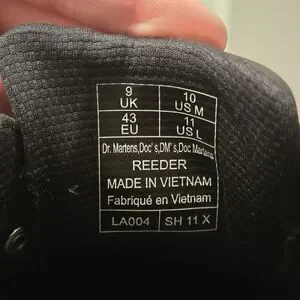 9 10
UK US M
43 11
EU US L
Dr. Martens,Doc's,DM's,Doc Martens
REEDER
MADE IN VIETNAM
Fabriqué en Vietnam
LA004 SH 11 X